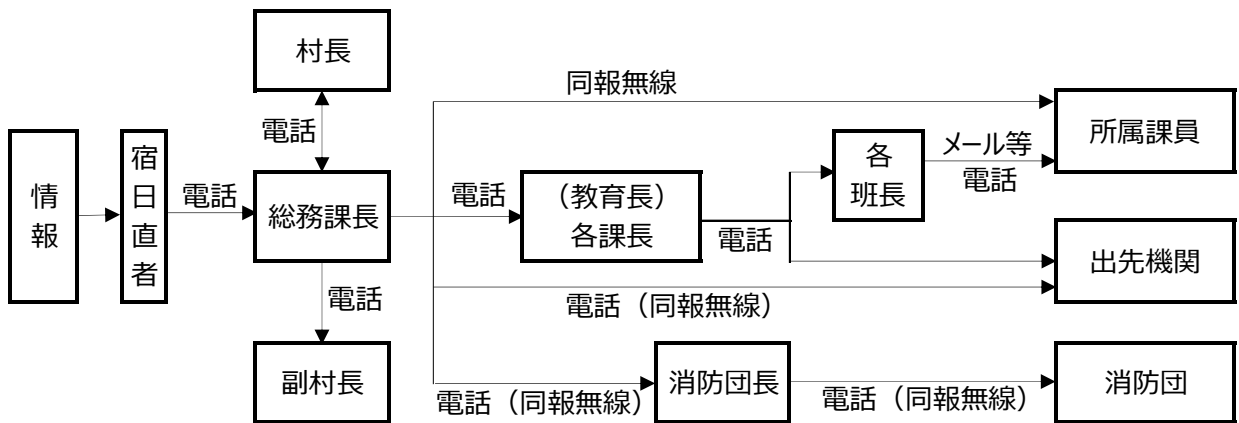 村長
電話
情報
宿日直者
電話
総務課長
電話
副村長
同報無線
電話
（教育長）
各課長
電話
各
班長
メール等
電話
所属課員
出先機関
電話（同報無線）
電話（同報無線）
消防団長
電話（同報無線）
消防団